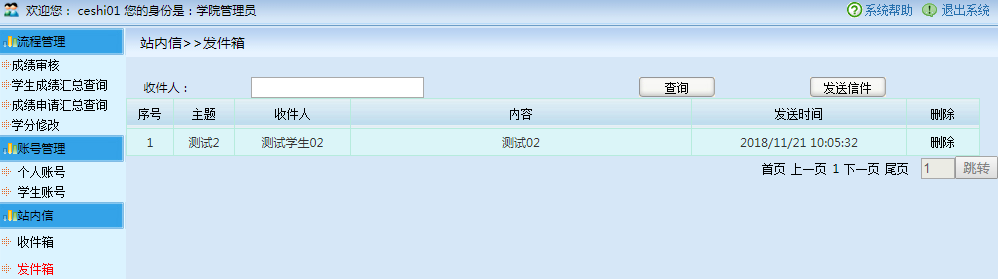 欢迎您： ceshi01 您的身份是：学院管理员 系统帮助 退出系统
流程管理
成绩审核
学生成绩汇总查询
成绩申请汇总查询
学分修改
账号管理
个人账号
学生账号
站内信
收件箱
发件箱
站内信>>发件箱
收件人： 查询 发送信件
序号 主题 收件人 内容 发送时间 删除
1 测试2 测试学生02 测试02 2018/11/21 10:05:32 删除
首页 上一页 1 下一页 尾页 1 跳转